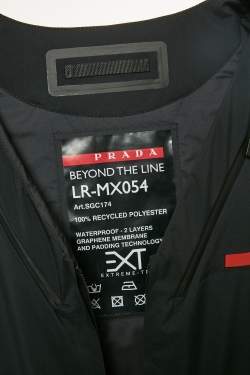 PRADA
BEYOND THE LINE
LR-MX054
Art.SGC174
100% RECYCLED POLYESTER
WATERPROOF - 2 LAYERS
GRAPHENE MEMBRANE
AND PADDING TECHNOLOGY
EXT